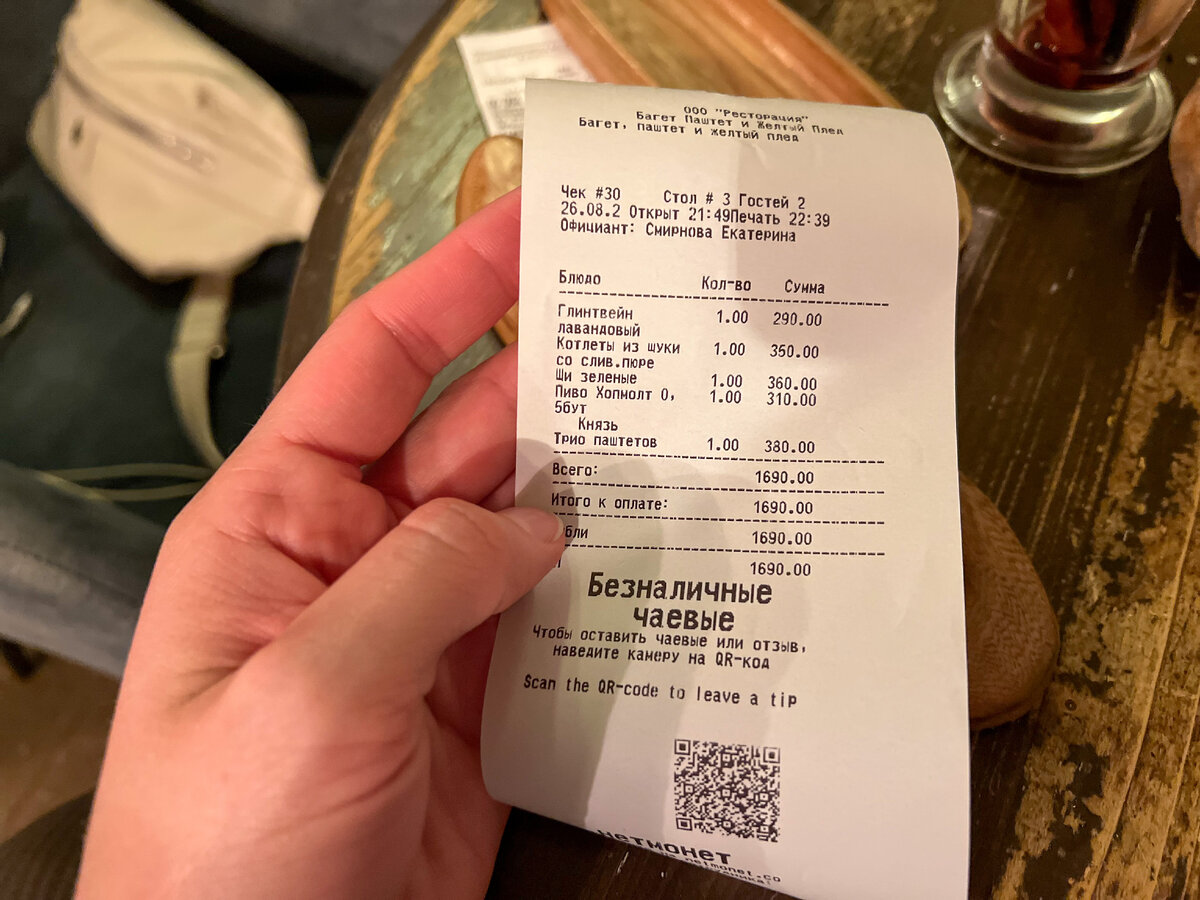 ООО "Ресторация"
Багет Паштет и Желтый Плед
Багет, паштет и желтый плед
Чек #30 Стол # 3 Гостей 2
26.08.2 Открыт 21:49Печать 22:39
Официант: Смирнова Екатерина
Блюдо Кол-во Сумма
Глинтвейн 1.00 290.00
лавандовый
Котлеты из щуки 1.00 350.00
со слив.пюре
Щи зеленые 1.00 360.00
Пиво Хопмолт 0, 1.00 310.00
5бут
Князь
Трио паштетов 1.00 380.00
Всего: 1690.00
Итого к оплате: 1690.00
бли 1690.00
1690.00
Безналичные
чаевые
Чтобы оставить чаевые или отзыв,
наведите камеру на QR-код
Scan the QR-code to leave a tip
нетмонет
netmonet.co